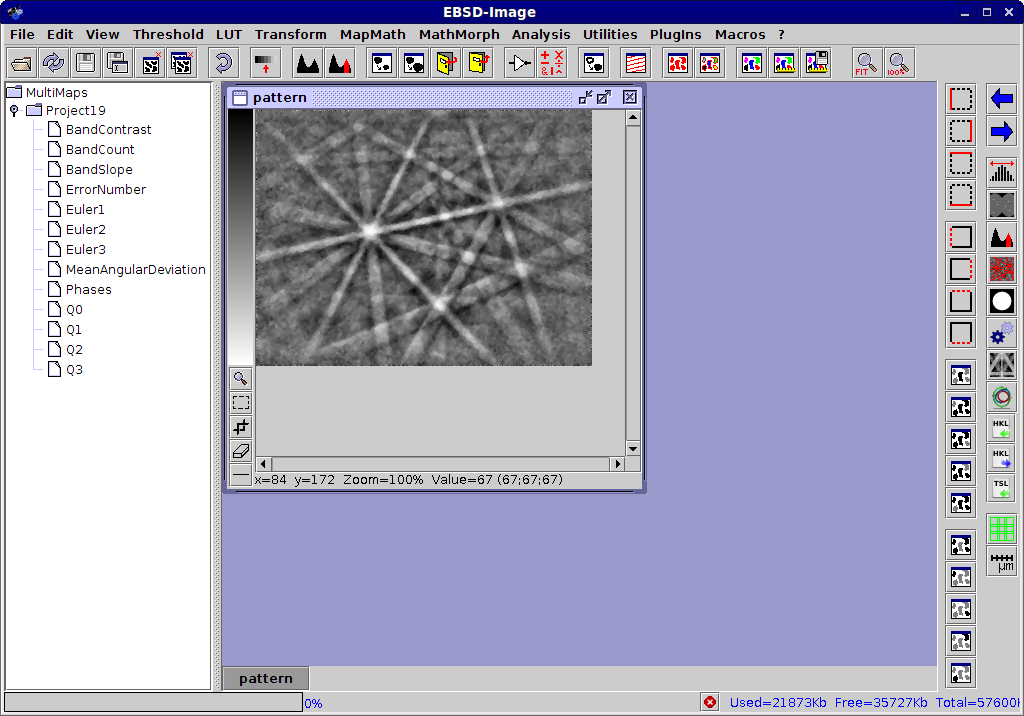 EBSD-Image
File Edit View Threshold LUT Transform MapMath MathMorph Analysis Utilities Plugins Macros ?
FIT 100%
MultiMaps
Project19
BandContrast
BandCount
BandSlope
ErrorNumber
Euler1
Euler2
Euler3
MeanAngularDeviation
Phases
Q0
Q1
Q2
Q3
pattern
x=84 y=172 Zoom=100% Value=67 (67;67;67)
HKL
HKL
TSL
µm
pattern
0%
Used=21873Kb Free=35727Kb Total=57600